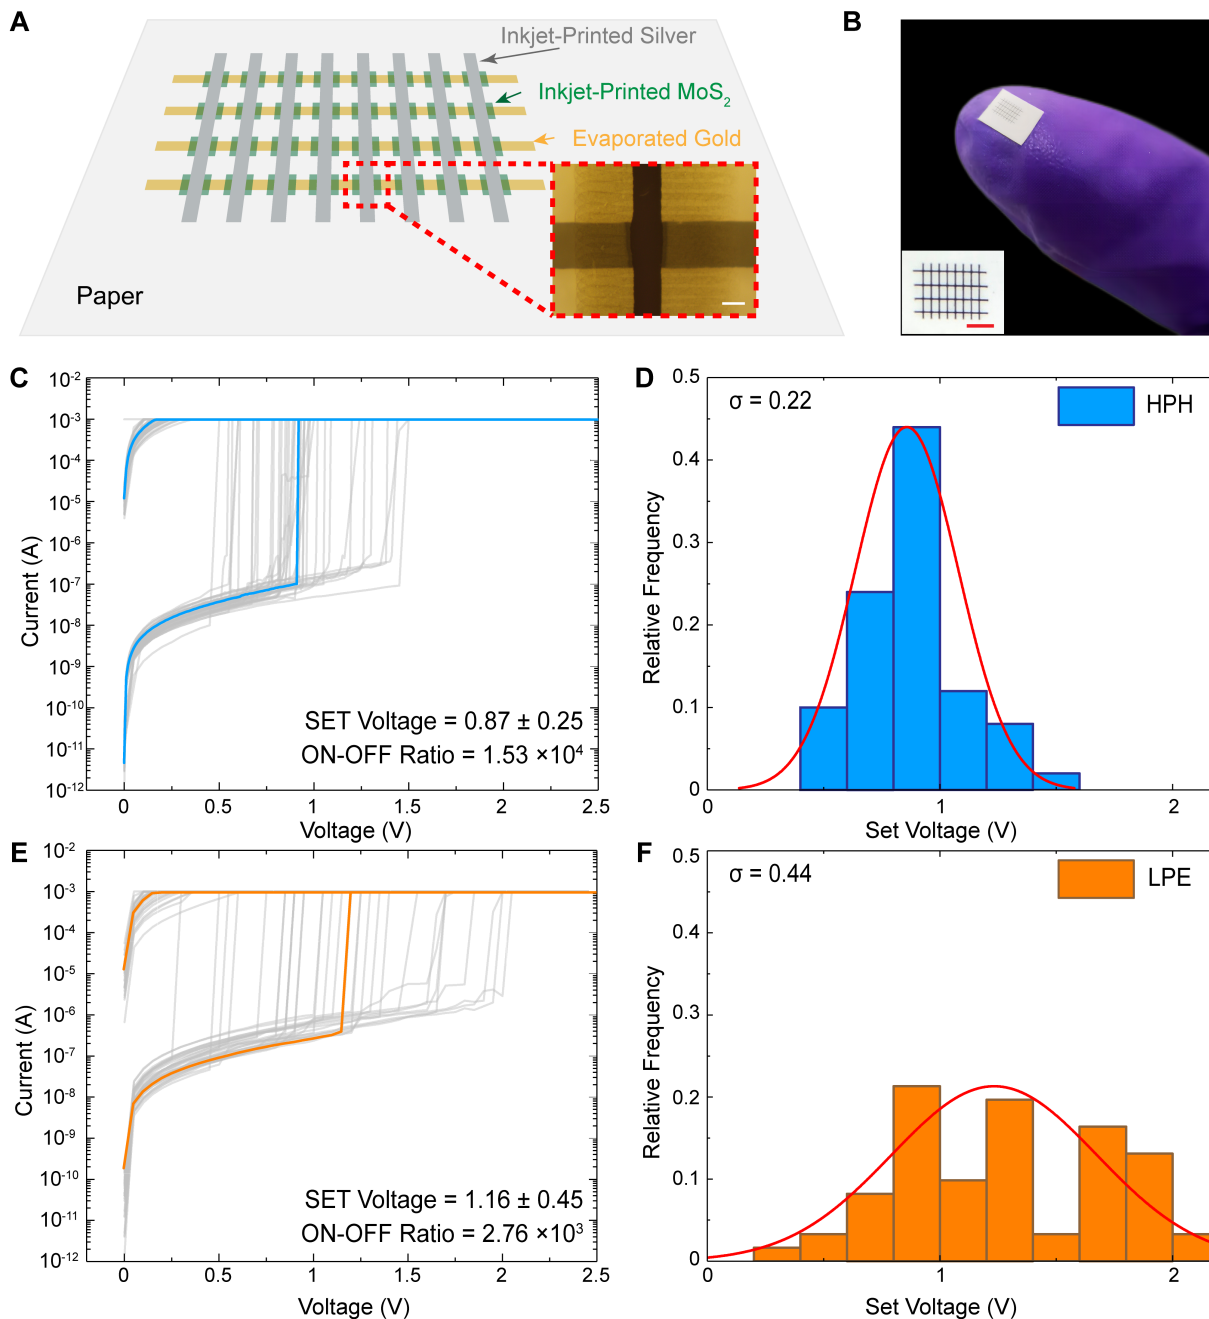 A
Inkjet-Printed Silver
Inkjet-Printed MoS₂
Evaporated Gold
Paper
B
C
10⁻²
10⁻³
10⁻⁴
10⁻⁵
10⁻⁶
10⁻⁷
10⁻⁸
10⁻⁹
10⁻¹⁰
10⁻¹¹
10⁻¹²
Current (A)
SET Voltage = 0.87 ± 0.25
ON-OFF Ratio = 1.53 ×10⁴
0 0.5 1 1.5 2 2.5
Voltage (V)
D
σ = 0.22
HPH
0.5
0.4
0.3
0.2
0.1
0
Relative Frequency
0 1 2
Set Voltage (V)
E
10⁻²
10⁻³
10⁻⁴
10⁻⁵
10⁻⁶
10⁻⁷
10⁻⁸
10⁻⁹
10⁻¹⁰
10⁻¹¹
10⁻¹²
Current (A)
SET Voltage = 1.16 ± 0.45
ON-OFF Ratio = 2.76 ×10³
0 0.5 1 1.5 2 2.5
Voltage (V)
F
σ = 0.44
LPE
0.5
0.4
0.3
0.2
0.1
0
Relative Frequency
0 1 2
Set Voltage (V)